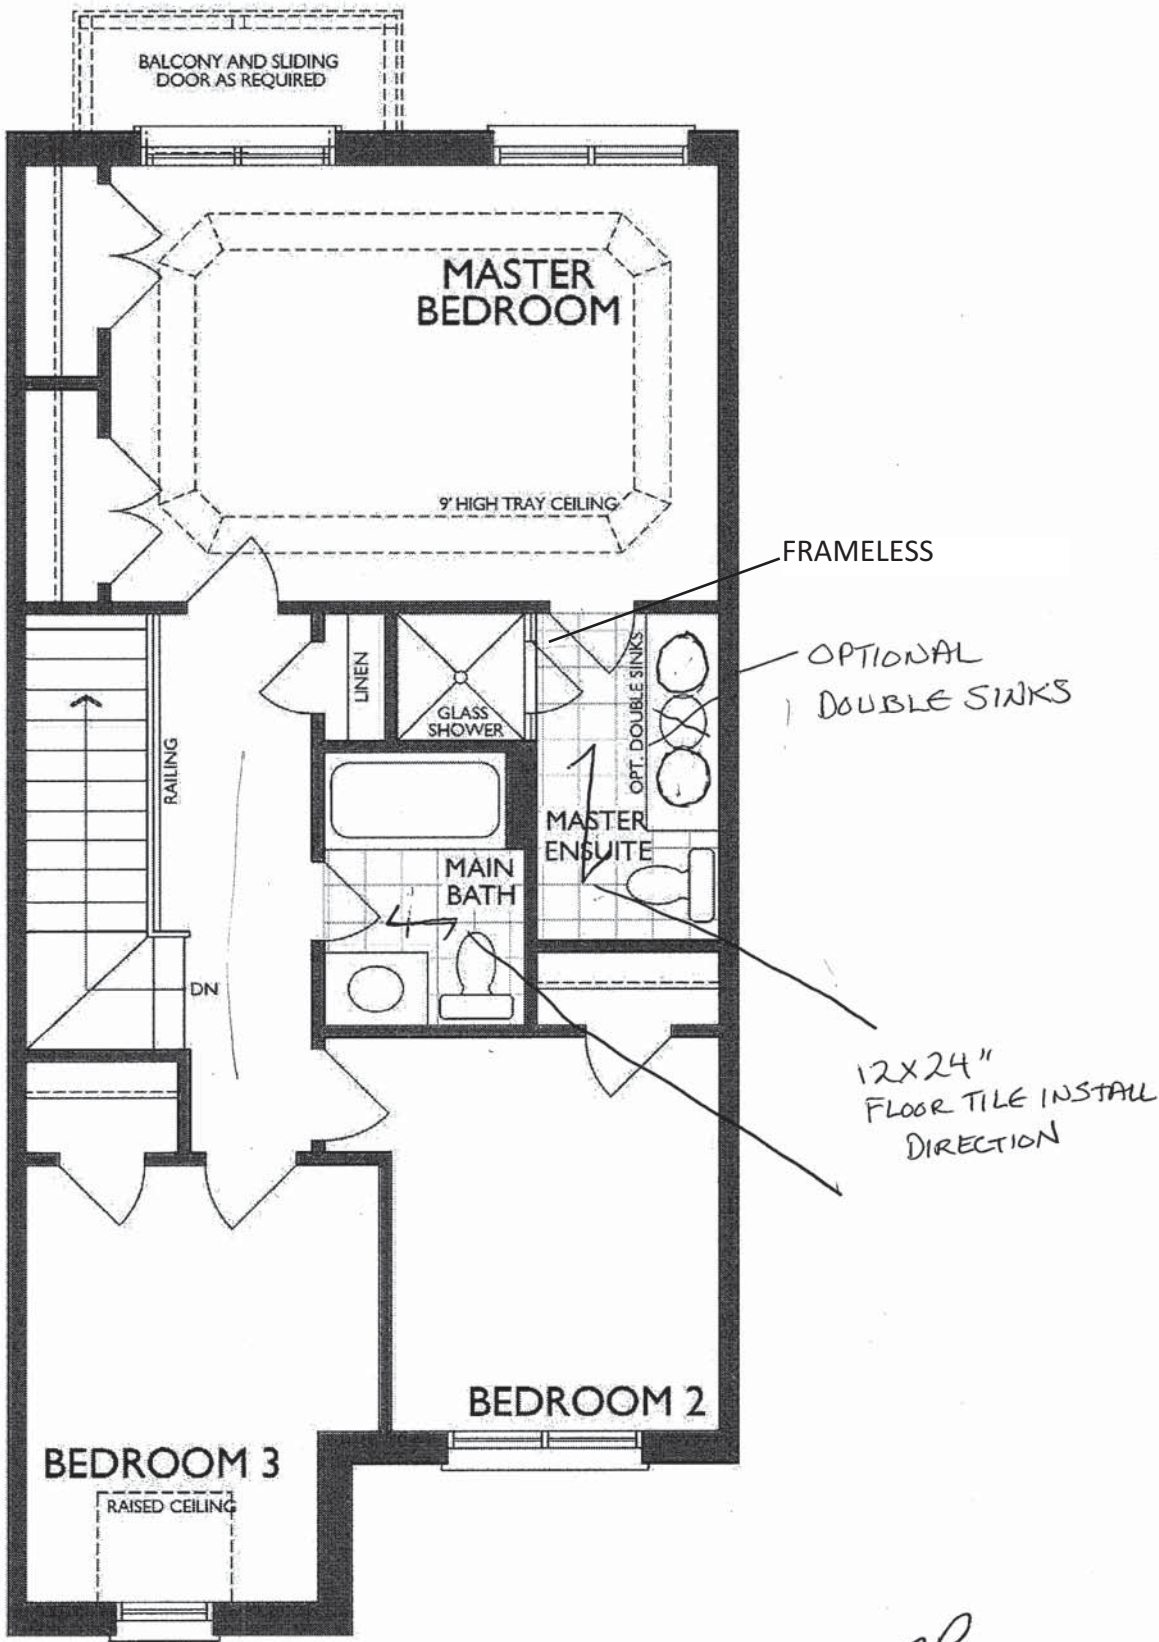 BALCONY AND SLIDING
DOOR AS REQUIRED
MASTER
BEDROOM
9' HIGH TRAY CEILING
FRAMELESS
OPTIONAL
DOUBLE SINKS
LINEN
GLASS
SHOWER
OPT. DOUBLE SINKS
RAILING
MASTER
ENSUITE
MAIN
BATH
DN
12X24"
FLOOR TILE INSTALL
DIRECTION
BEDROOM 2
BEDROOM 3
RAISED CEILING